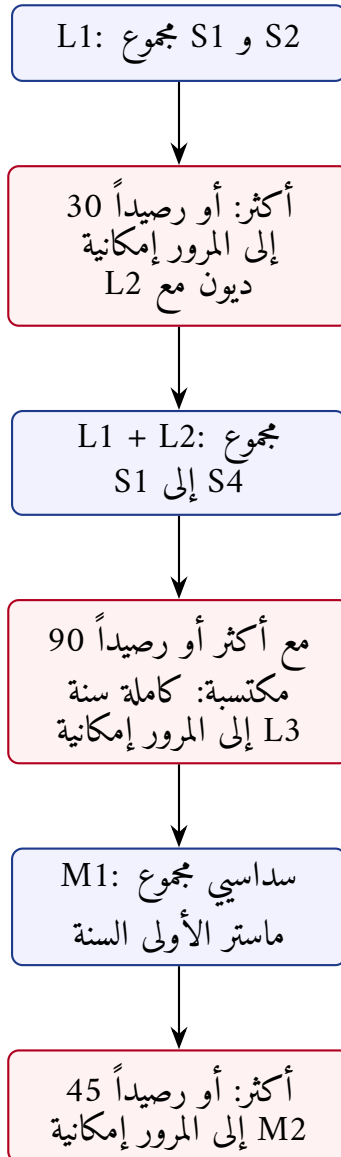 L1: مجموع S1 و S2
30 رصيداً أو أكثر:
إمكانية المرور إلى
L2 مع ديون
L1 + L2: مجموع
S1 إلى S4
90 رصيداً أو أكثر مع
سنة كاملة مكتسبة:
إمكانية المرور إلى L3
M1: مجموع سداسيي
السنة الأولى ماستر
45 رصيداً أو أكثر:
إمكانية المرور إلى M2